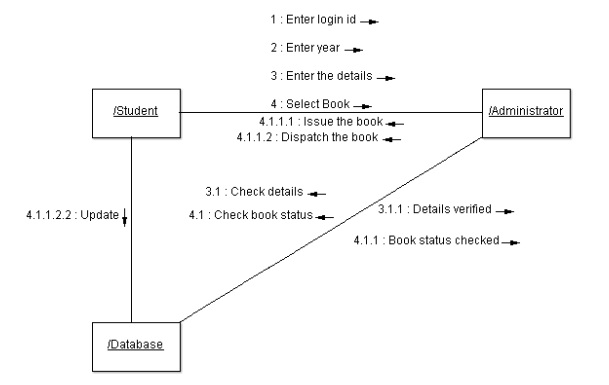 1 : Enter login id
2 : Enter year
3 : Enter the details
4 : Select Book
/Student
/Administrator
4.1.1.1 : Issue the book
4.1.1.2 : Dispatch the book
3.1 : Check details
3.1.1 : Details verified
4.1.1.2.2 : Update
4.1 : Check book status
4.1.1 : Book status checked
/Database